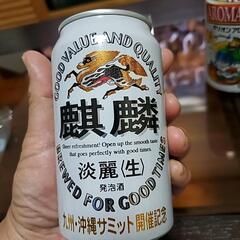 GOOD VALUE AND QUALITY
麒麟
淡麗〈生〉
発泡酒
Sheer refreshment! Open up the smooth taste
that goes perfectly with good times.
BREWED FOR GOOD TIMES
九州・沖縄サミット開催記念
AROMA